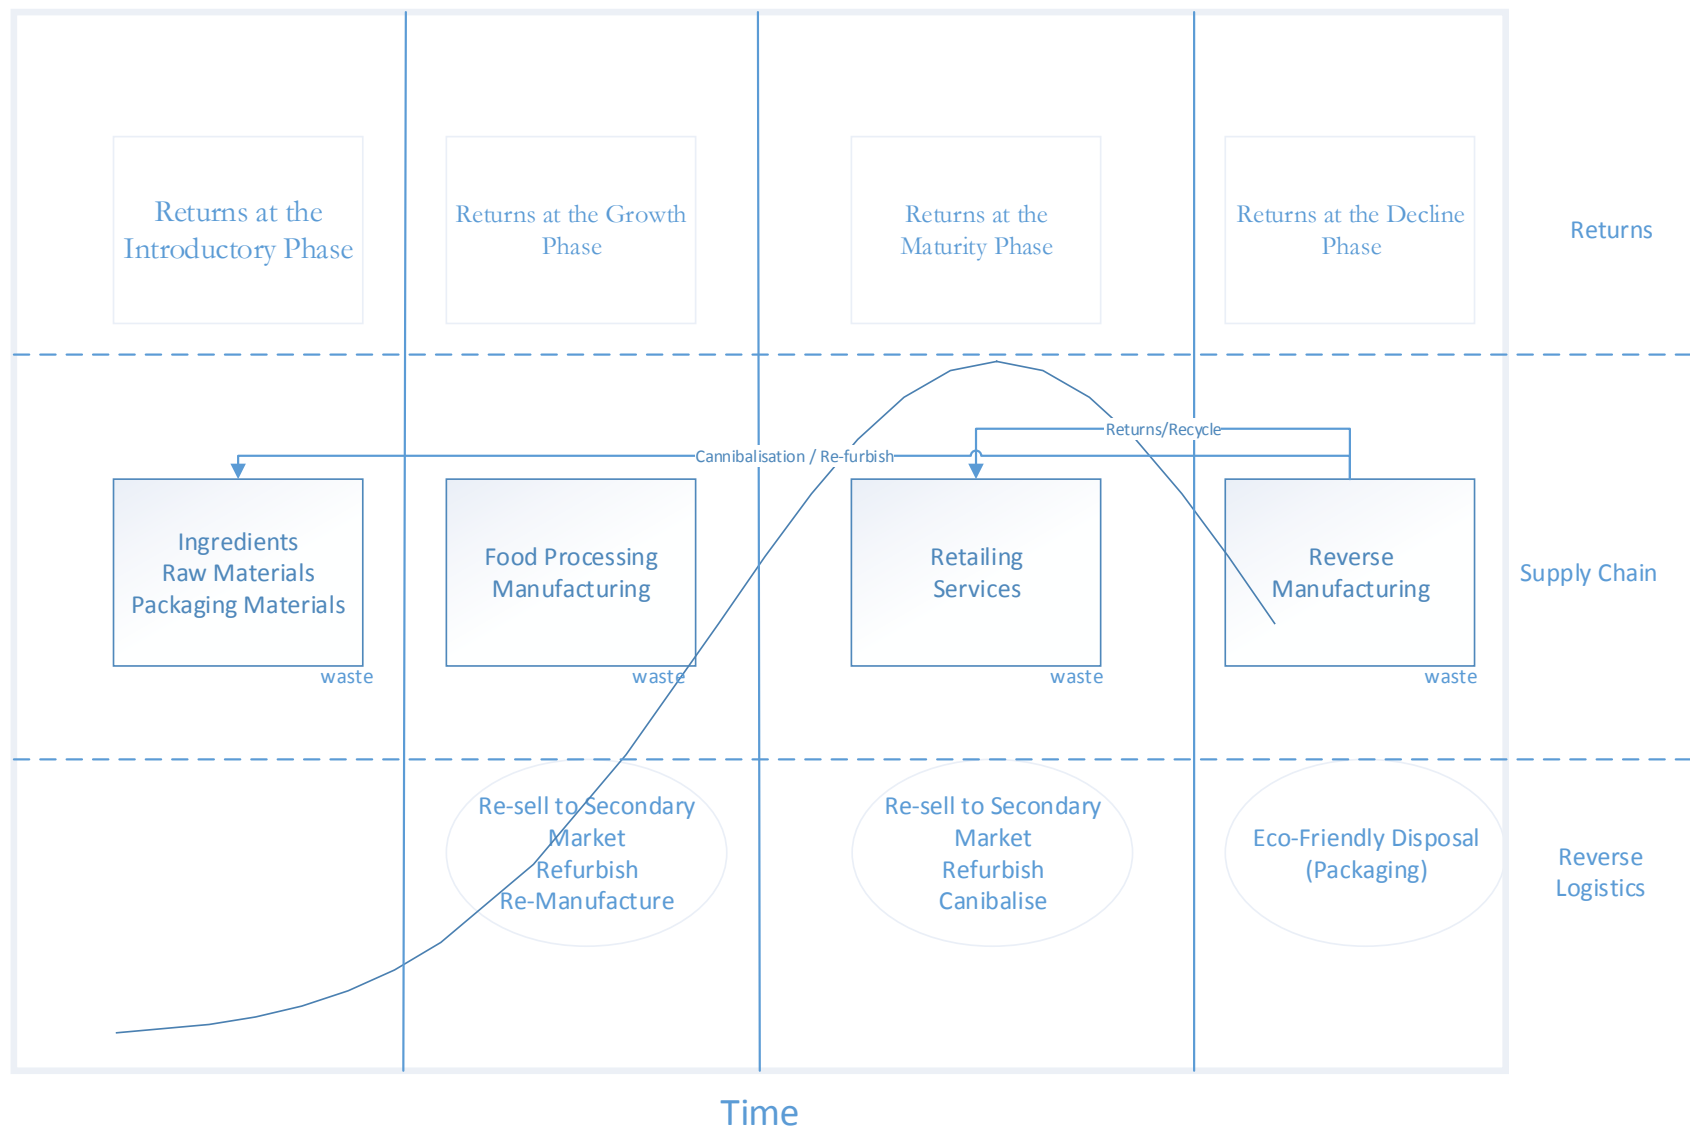 Returns at the
Introductory Phase
Returns at the Growth
Phase
Returns at the
Maturity Phase
Returns at the Decline
Phase
Returns
Returns/Recycle
Cannibalisation / Re-furbish
Ingredients
Raw Materials
Packaging Materials
waste
Food Processing
Manufacturing
waste
Retailing
Services
waste
Reverse
Manufacturing
waste
Supply Chain
Re-sell to Secondary
Market
Refurbish
Re-Manufacture
Re-sell to Secondary
Market
Refurbish
Canibalise
Eco-Friendly Disposal
(Packaging)
Reverse
Logistics
Time